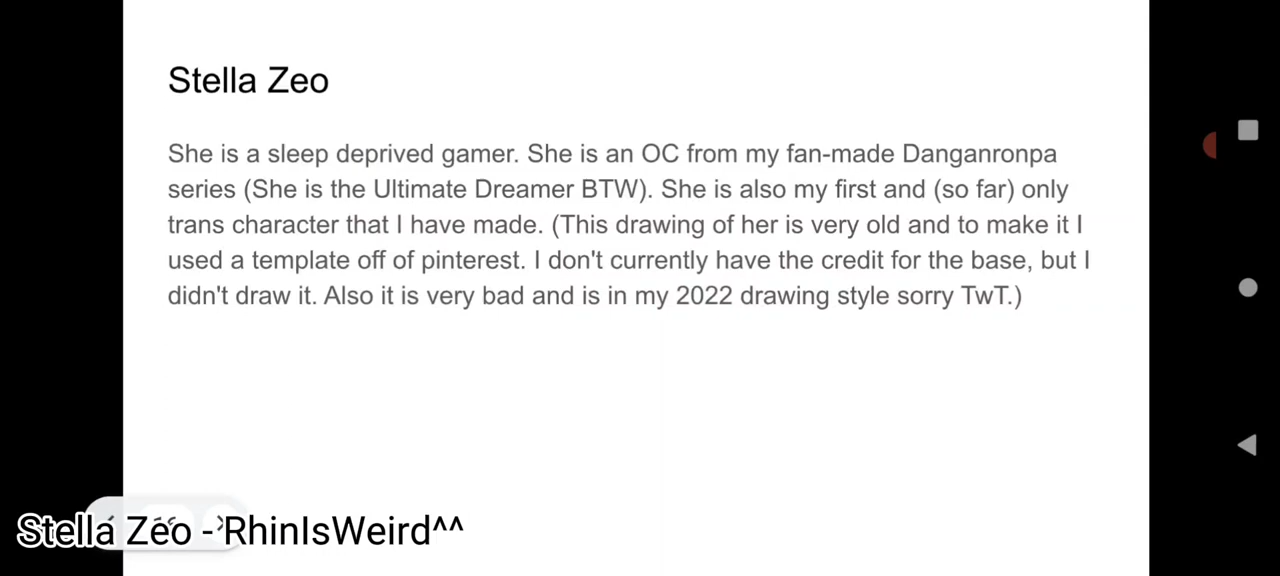 Stella Zeo
She is a sleep deprived gamer. She is an OC from my fan-made Danganronpa
series (She is the Ultimate Dreamer BTW). She is also my first and (so far) only
trans character that I have made. (This drawing of her is very old and to make it I
used a template off of pinterest. I don't currently have the credit for the base, but I
didn't draw it. Also it is very bad and is in my 2022 drawing style sorry TwT.)
Stella Zeo - RhinIsWeird^^